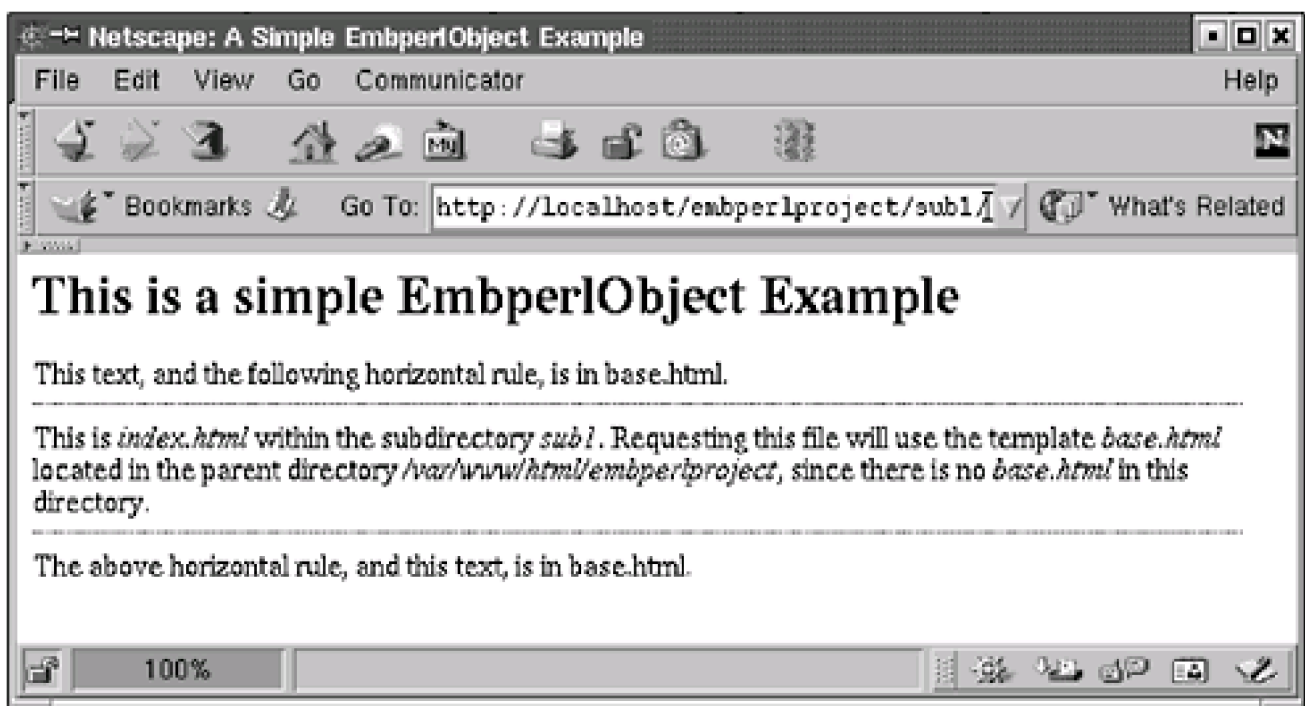 Netscape: A Simple EmbperlObject Example
File Edit View Go Communicator Help
My N
Bookmarks Go To: http://localhost/embperlproject/sub1/ What's Related
This is a simple EmbperlObject Example
This text, and the following horizontal rule, is in base.html.
This is index.html within the subdirectory sub1. Requesting this file will use the template base.html
located in the parent directory /var/www/html/embperlproject, since there is no base.html in this
directory.
The above horizontal rule, and this text, is in base.html.
100%